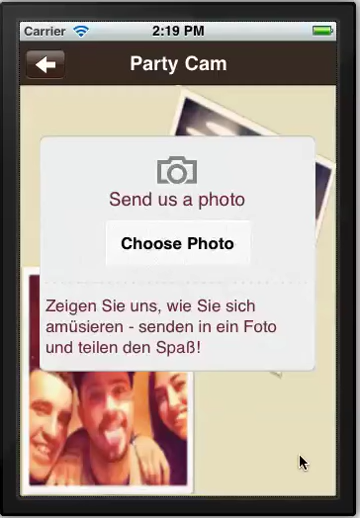 Carrier 2:19 PM
Party Cam
Send us a photo
Choose Photo
Zeigen Sie uns, wie Sie sich
amüsieren - senden in ein Foto
und teilen den Spaß!